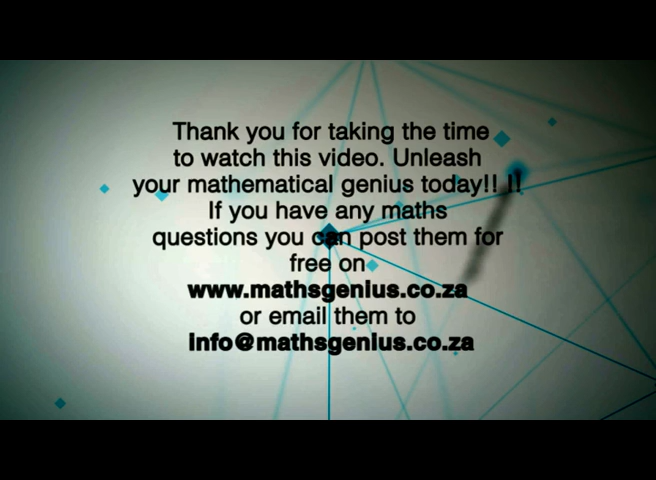 Thank you for taking the time
to watch this video. Unleash
your mathematical genius today!! !!
If you have any maths
questions you can post them for
free on
www.mathsgenius.co.za
or email them to
info@mathsgenius.co.za